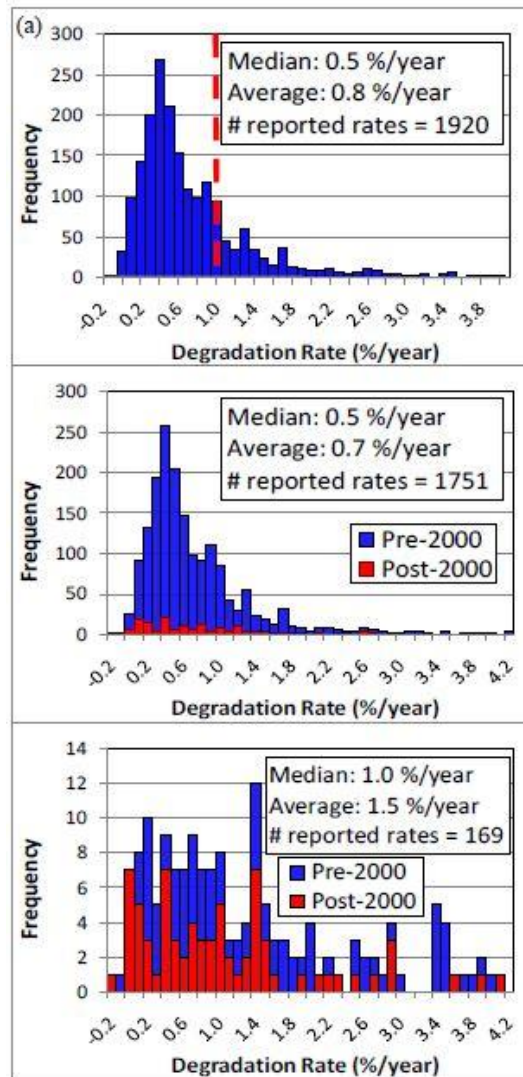 (a)
300
250
200
150
100
50
0
Frequency
Median: 0.5 %/year
Average: 0.8 %/year
# reported rates = 1920
-0.2 0.2 0.6 1.0 1.4 1.8 2.2 2.6 3.0 3.4 3.8
Degradation Rate (%/year)
300
250
200
150
100
50
0
Frequency
Median: 0.5 %/year
Average: 0.7 %/year
# reported rates = 1751
Pre-2000
Post-2000
-0.2 0.2 0.6 1.0 1.4 1.8 2.2 2.6 3.0 3.4 3.8 4.2
Degradation Rate (%/year)
14
12
10
8
6
4
2
0
Frequency
Median: 1.0 %/year
Average: 1.5 %/year
# reported rates = 169
Pre-2000
Post-2000
-0.2 0.2 0.6 1.0 1.4 1.8 2.2 2.6 3.0 3.4 3.8 4.2
Degradation Rate (%/year)